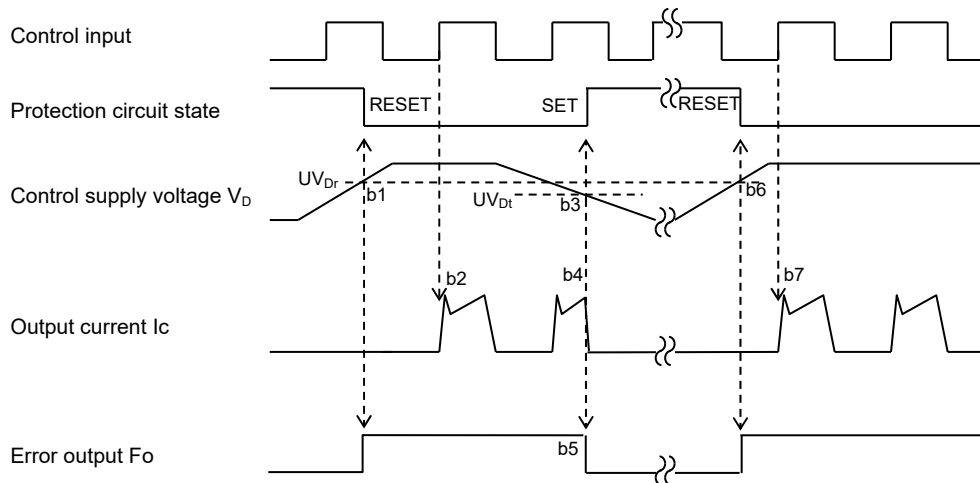 Control input
Protection circuit state
RESET
SET
RESET
Control supply voltage V_D
UV_Dr
b1
UV_Dt
b3
b6
b2
b4
b7
Output current Ic
Error output Fo
b5